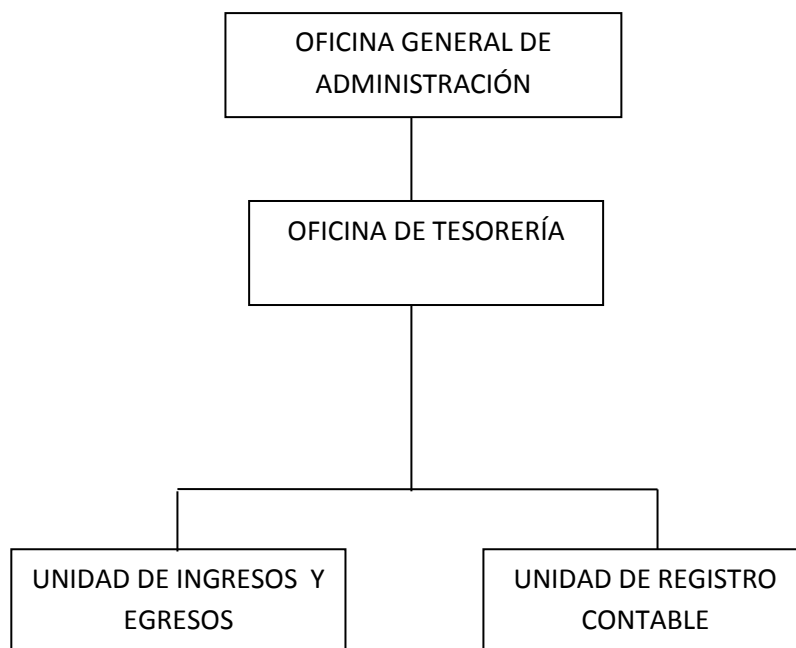 OFICINA GENERAL DE
ADMINISTRACIÓN
OFICINA DE TESORERÍA
UNIDAD DE INGRESOS Y
EGRESOS
UNIDAD DE REGISTRO
CONTABLE